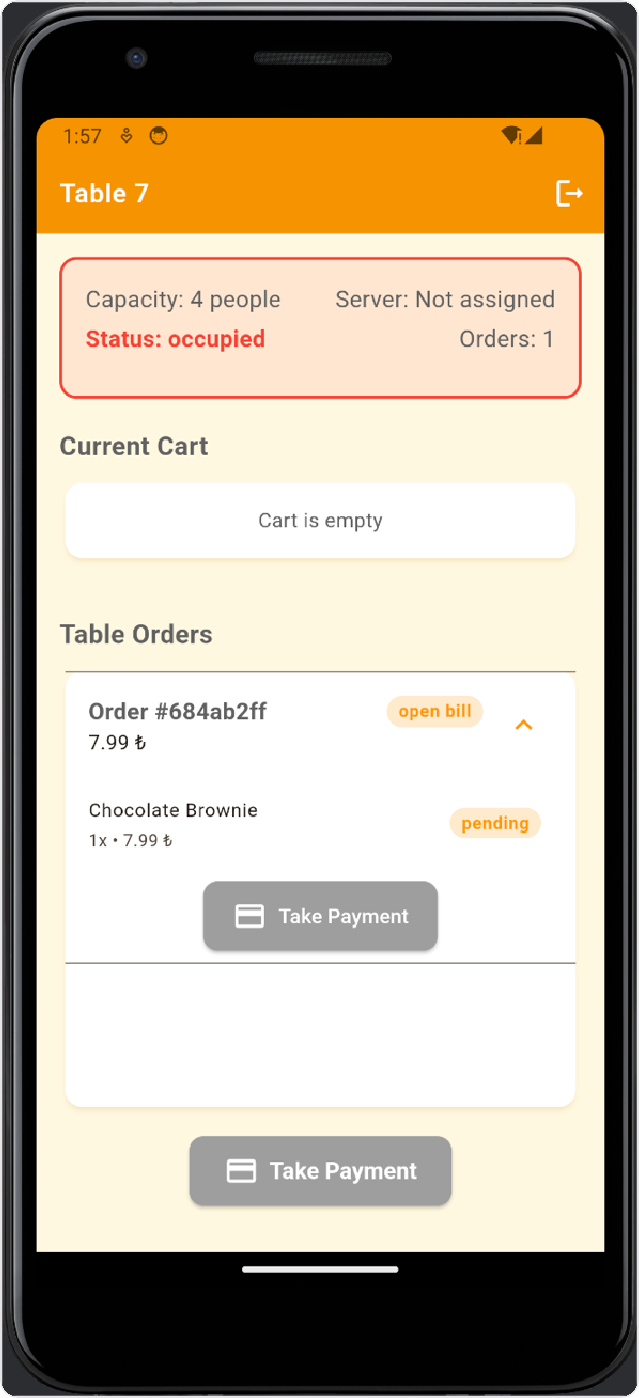 1:57
Table 7
Capacity: 4 people
Server: Not assigned
Status: occupied
Orders: 1
Current Cart
Cart is empty
Table Orders
Order #684ab2ff
open bill
7.99 ₺
Chocolate Brownie
pending
1x • 7.99 ₺
Take Payment
Take Payment